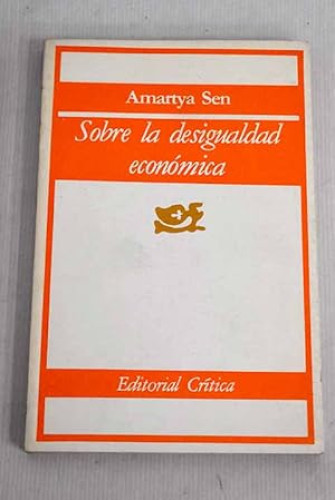 Amartya Sen
Sobre la desigualdad
económica
Editorial Crítica